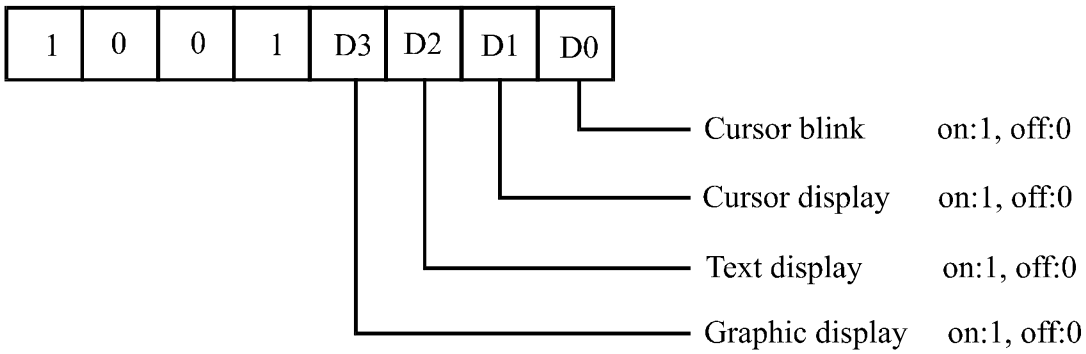 1 0 0 1 D3 D2 D1 D0
Cursor blink on:1, off:0
Cursor display on:1, off:0
Text display on:1, off:0
Graphic display on:1, off:0